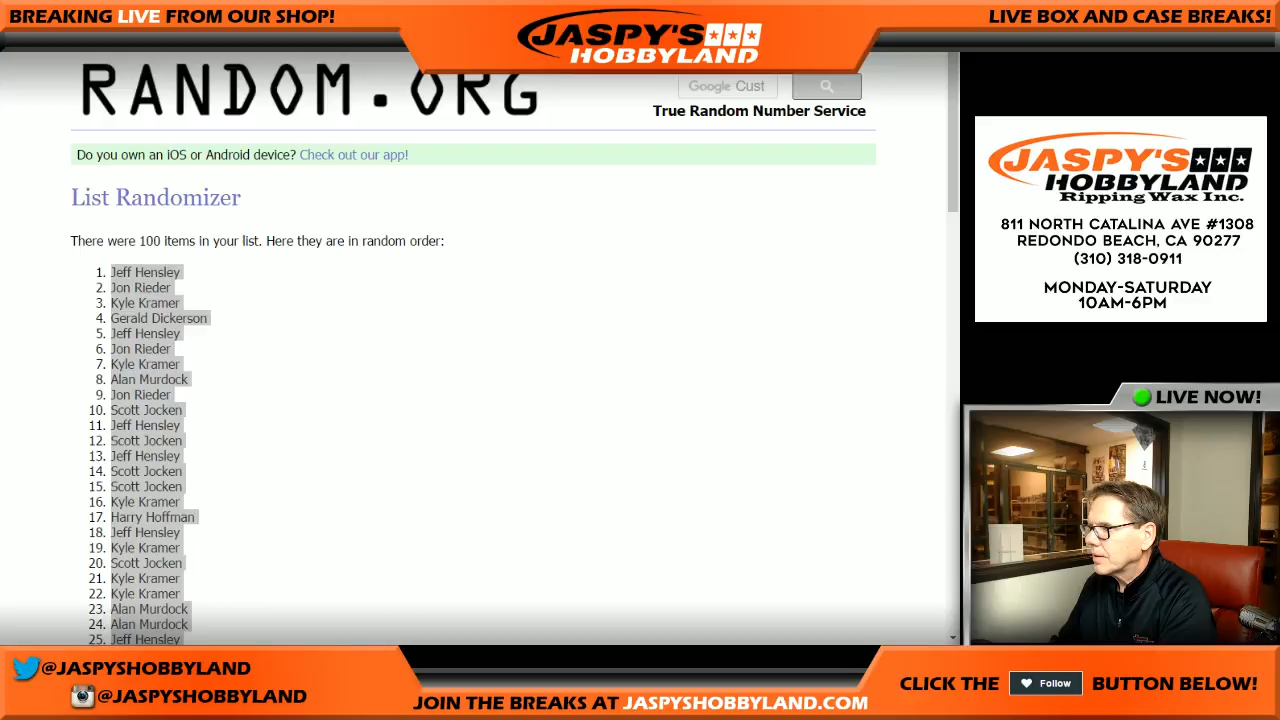 BREAKING LIVE FROM OUR SHOP!
JASPY'S
HOBBYLAND
LIVE BOX AND CASE BREAKS!
RANDOM.ORG
Google Cust
True Random Number Service
Do you own an iOS or Android device? Check out our app!
List Randomizer
There were 100 items in your list. Here they are in random order:
1. Jeff Hensley
2. Jon Rieder
3. Kyle Kramer
4. Gerald Dickerson
5. Jeff Hensley
6. Jon Rieder
7. Kyle Kramer
8. Alan Murdock
9. Jon Rieder
10. Scott Jocken
11. Jeff Hensley
12. Scott Jocken
13. Jeff Hensley
14. Scott Jocken
15. Scott Jocken
16. Kyle Kramer
17. Harry Hoffman
18. Jeff Hensley
19. Kyle Kramer
20. Scott Jocken
21. Kyle Kramer
22. Kyle Kramer
23. Alan Murdock
24. Alan Murdock
25. Jeff Hensley
JASPY'S
HOBBYLAND
Ripping Wax Inc.
811 NORTH CATALINA AVE #1308
REDONDO BEACH, CA 90277
(310) 318-0911
MONDAY-SATURDAY
10AM-6PM
LIVE NOW!
@JASPYSHOBBYLAND
@JASPYSHOBBYLAND
JOIN THE BREAKS AT JASPYSHOBBYLAND.COM
CLICK THE Follow BUTTON BELOW!